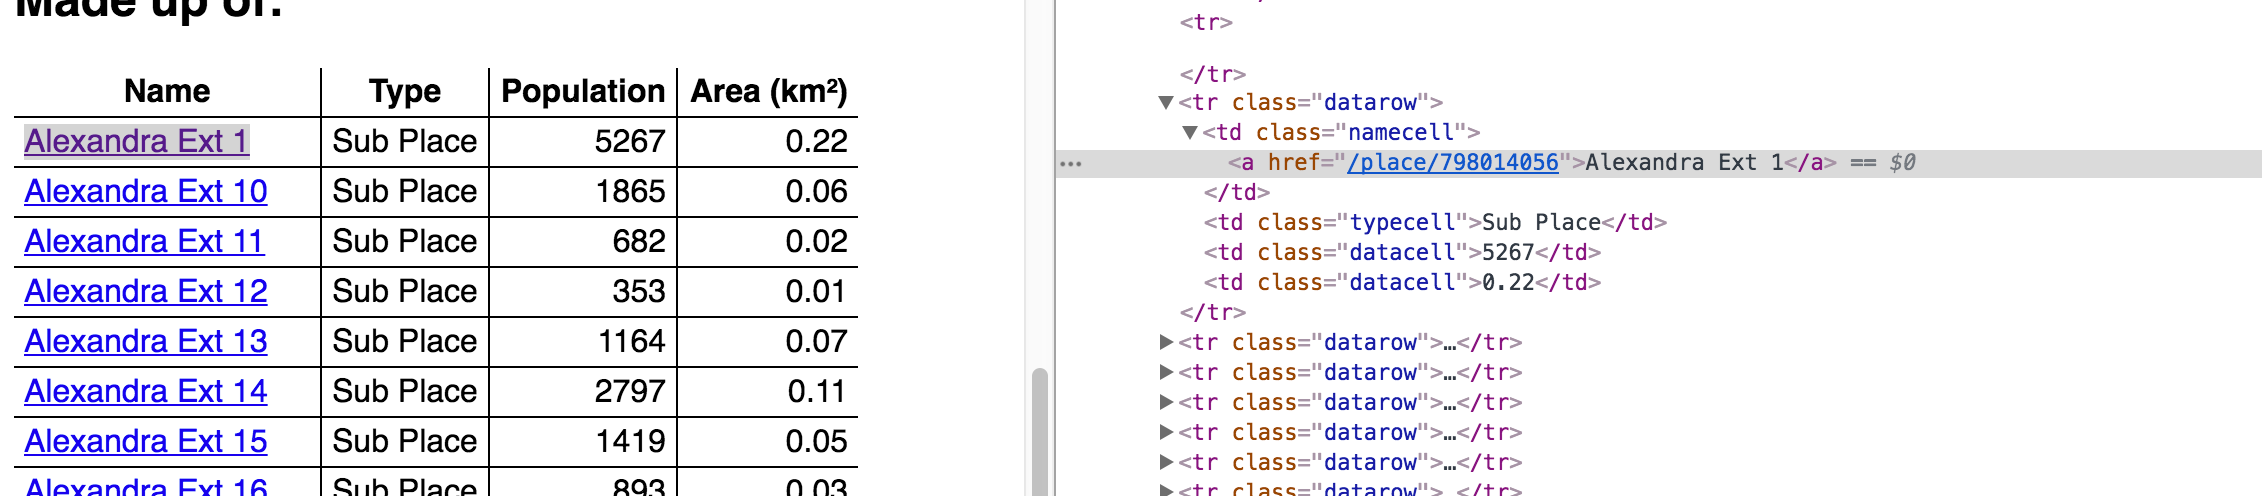 Made up of:
Name Type Population Area (km²)
Alexandra Ext 1 Sub Place 5267 0.22
Alexandra Ext 10 Sub Place 1865 0.06
Alexandra Ext 11 Sub Place 682 0.02
Alexandra Ext 12 Sub Place 353 0.01
Alexandra Ext 13 Sub Place 1164 0.07
Alexandra Ext 14 Sub Place 2797 0.11
Alexandra Ext 15 Sub Place 1419 0.05
Alexandra Ext 16 Sub Place 893 0.03
<tr>
</tr>
▼<tr class="datarow">
▼<td class="namecell">
… <a href="/place/798014056">Alexandra Ext 1</a> == $0
</td>
<td class="typecell">Sub Place</td>
<td class="datacell">5267</td>
<td class="datacell">0.22</td>
</tr>
▶<tr class="datarow">…</tr>
▶<tr class="datarow">…</tr>
▶<tr class="datarow">…</tr>
▶<tr class="datarow">…</tr>
▶<tr class="datarow">…</tr>
▶<tr class="datarow">…</tr>